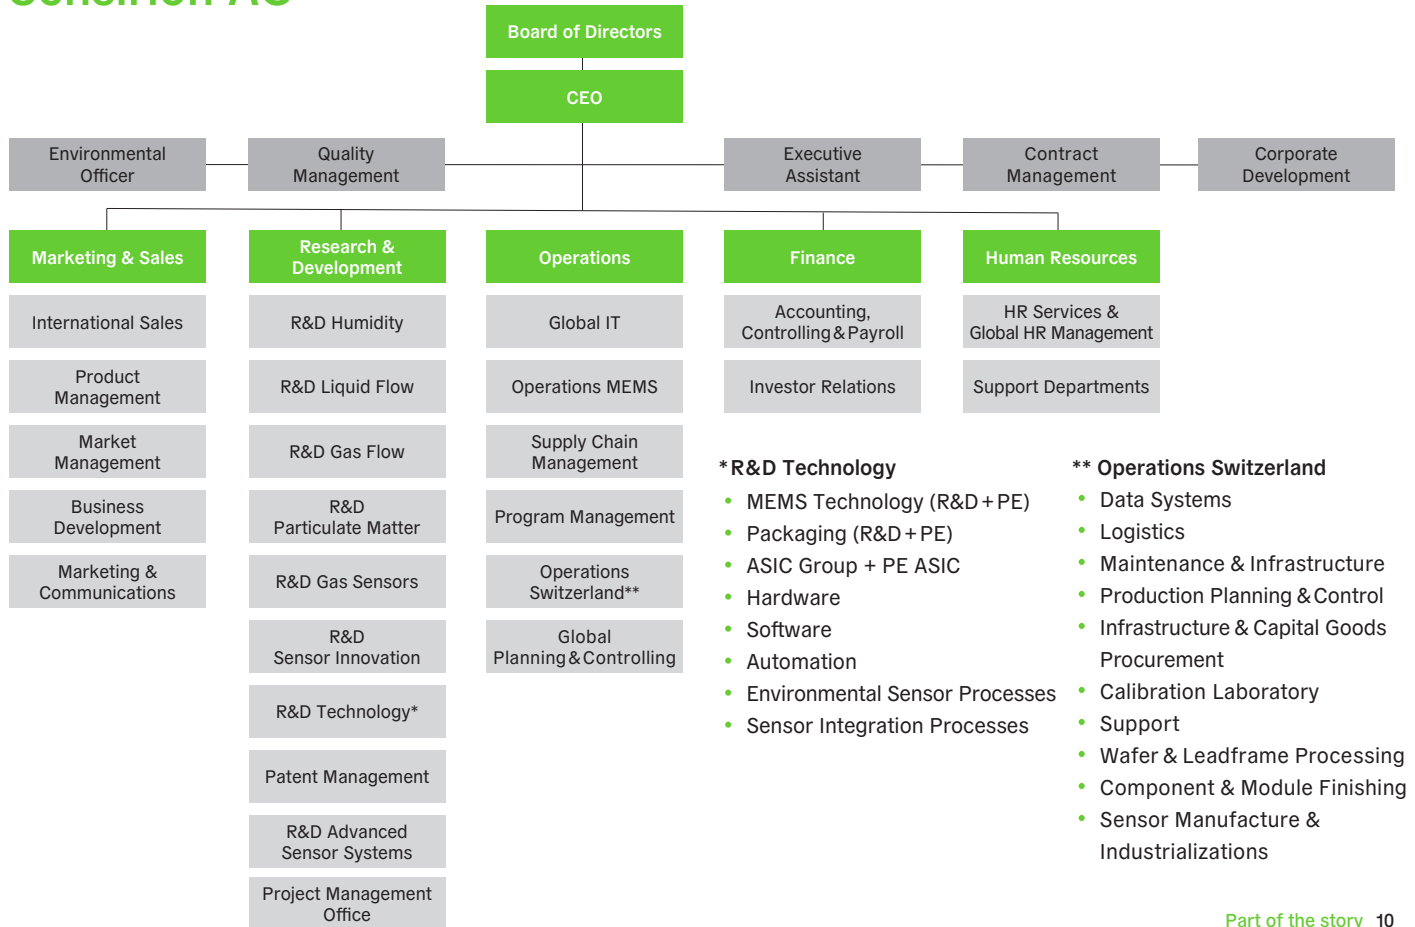 Sensirion AG
Board of Directors
CEO
Environmental
Officer
Quality
Management
Executive
Assistant
Contract
Management
Corporate
Development
Marketing & Sales
International Sales
Product
Management
Market
Management
Business
Development
Marketing &
Communications
Research &
Development
R&D Humidity
R&D Liquid Flow
R&D Gas Flow
R&D
Particulate Matter
R&D Gas Sensors
R&D
Sensor Innovation
R&D Technology*
Patent Management
R&D Advanced
Sensor Systems
Project Management
Office
Operations
Global IT
Operations MEMS
Supply Chain
Management
Program Management
Operations
Switzerland**
Global
Planning & Controlling
Finance
Accounting,
Controlling & Payroll
Investor Relations
Human Resources
HR Services &
Global HR Management
Support Departments
*R&D Technology
• MEMS Technology (R&D + PE)
• Packaging (R&D + PE)
• ASIC Group + PE ASIC
• Hardware
• Software
• Automation
• Environmental Sensor Processes
• Sensor Integration Processes
** Operations Switzerland
• Data Systems
• Logistics
• Maintenance & Infrastructure
• Production Planning & Control
• Infrastructure & Capital Goods
Procurement
• Calibration Laboratory
• Support
• Wafer & Leadframe Processing
• Component & Module Finishing
• Sensor Manufacture &
Industrializations
Part of the story 10